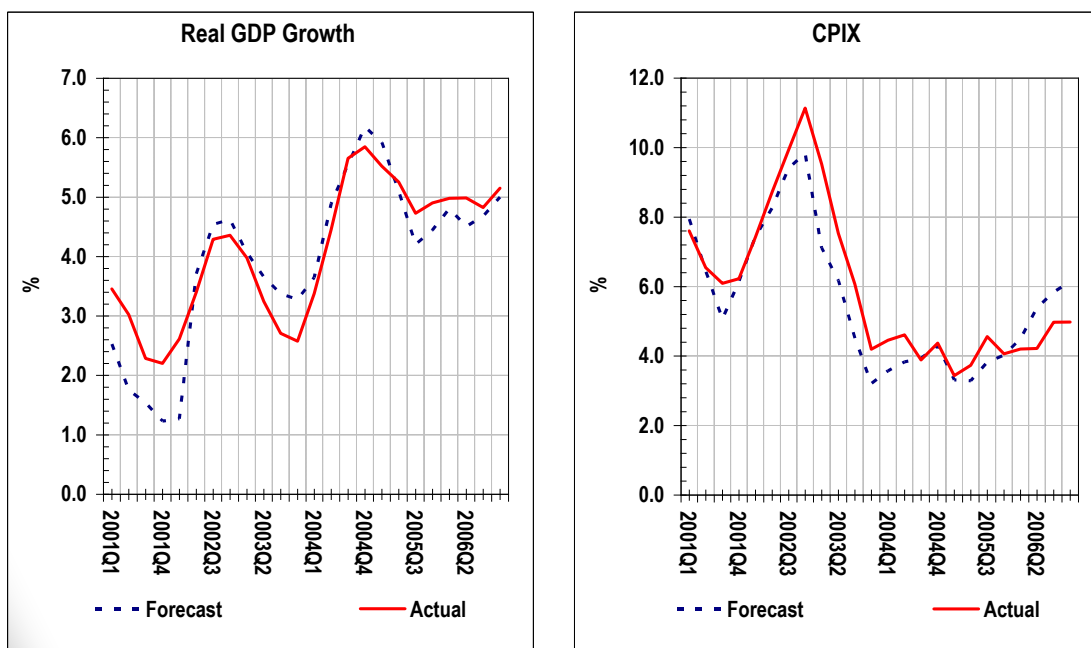 Real GDP Growth
7.0
6.0
5.0
4.0
3.0
2.0
1.0
0.0
%
2001Q1
2001Q4
2002Q3
2003Q2
2004Q1
2004Q4
2005Q3
2006Q2
Forecast Actual
CPIX
12.0
10.0
8.0
6.0
4.0
2.0
0.0
%
2001Q1
2001Q4
2002Q3
2003Q2
2004Q1
2004Q4
2005Q3
2006Q2
Forecast Actual